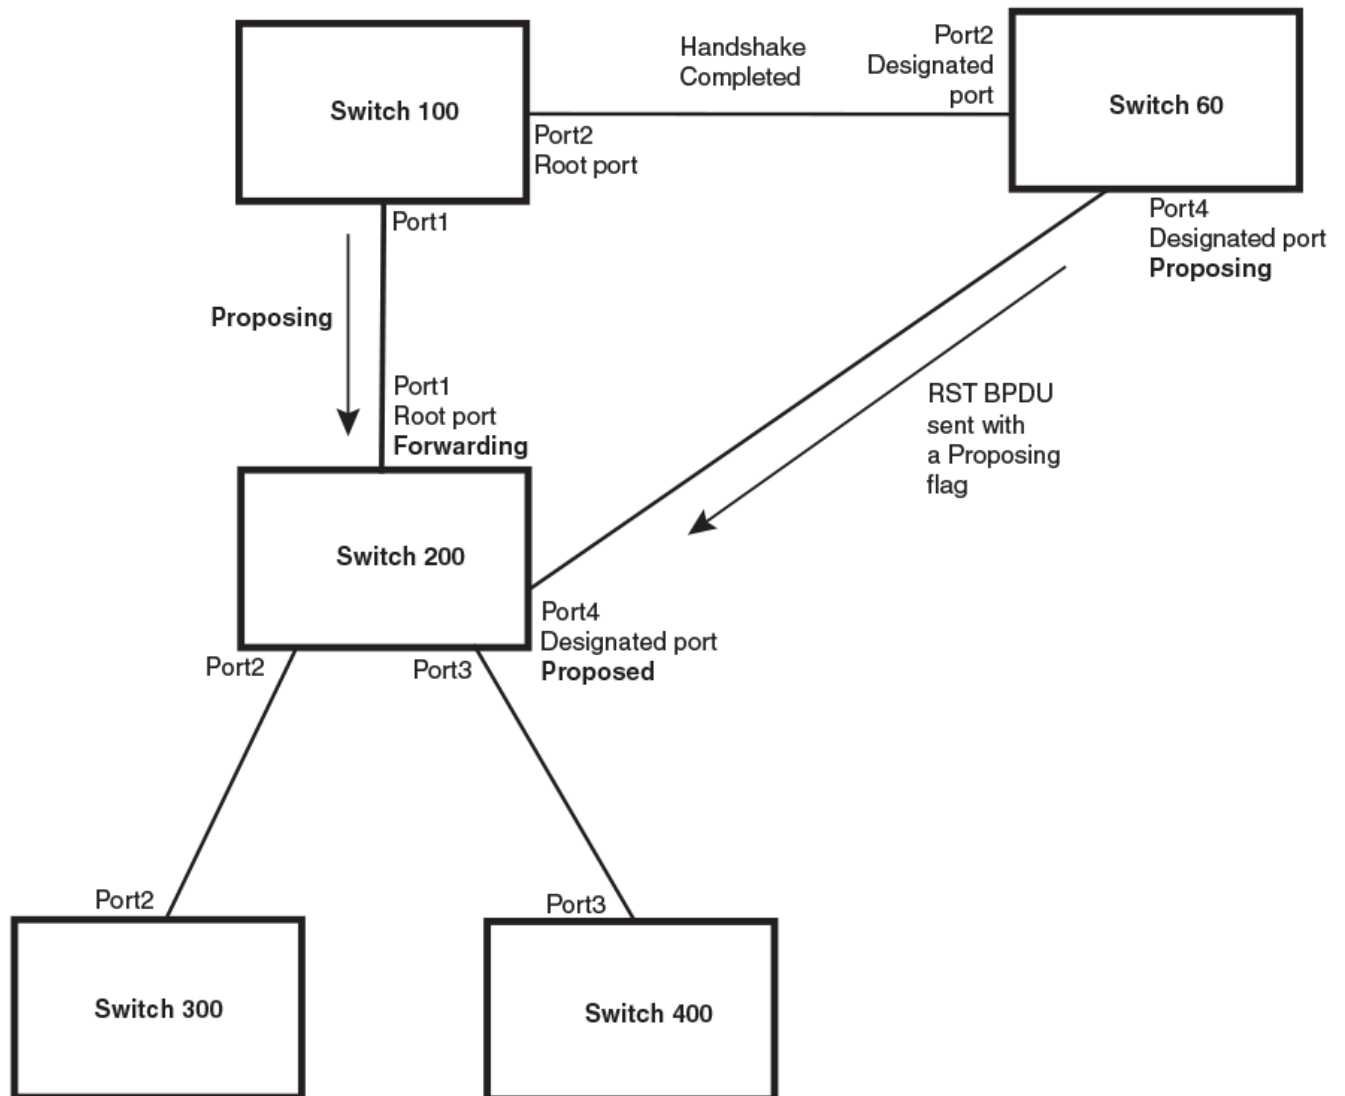 Switch 100
Handshake
Completed
Port2
Designated
port
Switch 60
Port2
Root port
Port1
Port4
Designated port
Proposing
Proposing
Port1
Root port
Forwarding
RST BPDU
sent with
a Proposing
flag
Switch 200
Port4
Designated port
Proposed
Port2
Port3
Port2
Port3
Switch 300
Switch 400